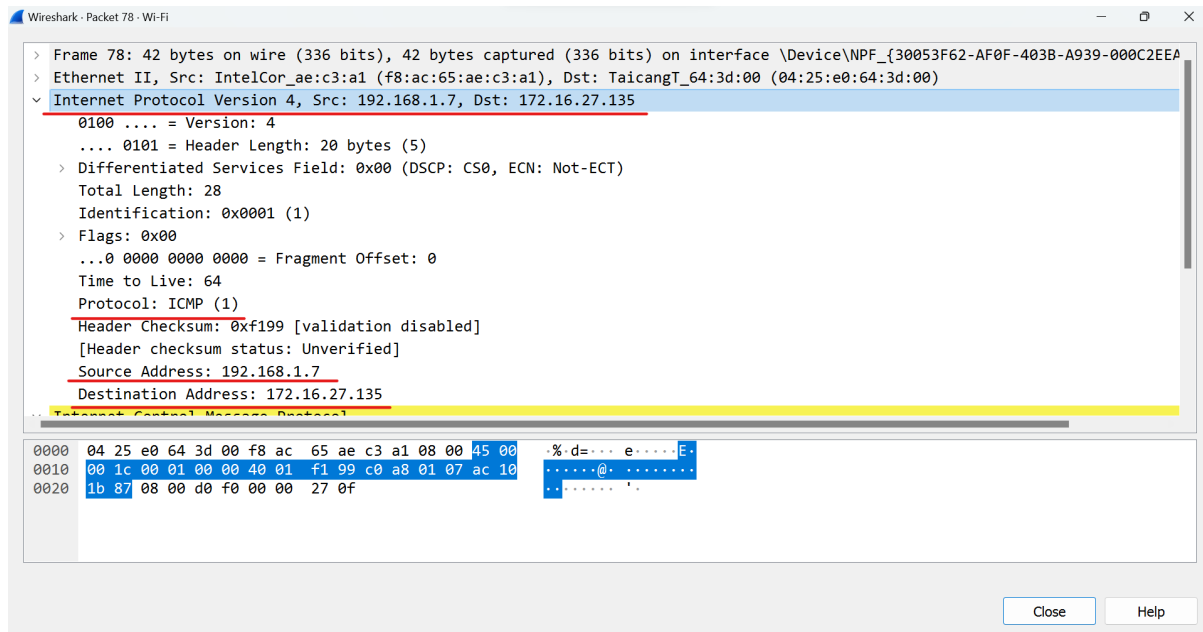 Wireshark · Packet 78 · Wi-Fi
Frame 78: 42 bytes on wire (336 bits), 42 bytes captured (336 bits) on interface \Device\NPF_{30053F62-AF0F-403B-A939-000C2EEA
Ethernet II, Src: IntelCor_ae:c3:a1 (f8:ac:65:ae:c3:a1), Dst: TaicangT_64:3d:00 (04:25:e0:64:3d:00)
Internet Protocol Version 4, Src: 192.168.1.7, Dst: 172.16.27.135
0100 .... = Version: 4
.... 0101 = Header Length: 20 bytes (5)
Differentiated Services Field: 0x00 (DSCP: CS0, ECN: Not-ECT)
Total Length: 28
Identification: 0x0001 (1)
Flags: 0x00
...0 0000 0000 0000 = Fragment Offset: 0
Time to Live: 64
Protocol: ICMP (1)
Header Checksum: 0xf199 [validation disabled]
[Header checksum status: Unverified]
Source Address: 192.168.1.7
Destination Address: 172.16.27.135
Internet Control Message Protocol
0000 04 25 e0 64 3d 00 f8 ac 65 ae c3 a1 08 00 45 00 ·%·d=··· e·····E·
0010 00 1c 00 01 00 00 40 01 f1 99 c0 a8 01 07 ac 10 ······@· ········
0020 1b 87 08 00 d0 f0 00 00 27 0f ········ '·
Close Help